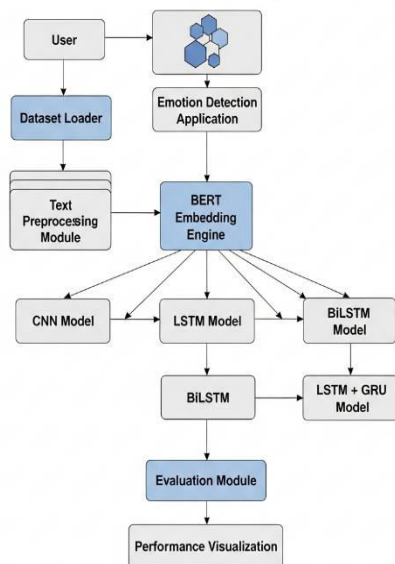 User
Dataset Loader
Emotion Detection
Application
Text
Preprocessing
Module
BERT
Embedding
Engine
CNN Model
LSTM Model
BiLSTM
Model
BiLSTM
LSTM + GRU
Model
Evaluation Module
Performance Visualization